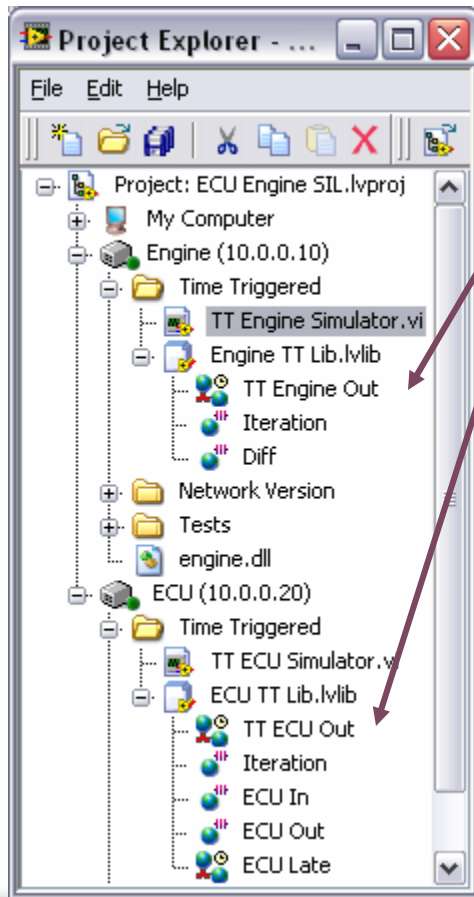 Project Explorer - ...
File Edit Help
Project: ECU Engine SIL.lvproj
My Computer
Engine (10.0.0.10)
Time Triggered
TT Engine Simulator.vi
Engine TT Lib.lvlib
TT Engine Out
Iteration
Diff
Network Version
Tests
engine.dll
ECU (10.0.0.20)
Time Triggered
TT ECU Simulator.v
ECU TT Lib.lvlib
TT ECU Out
Iteration
ECU In
ECU Out
ECU Late